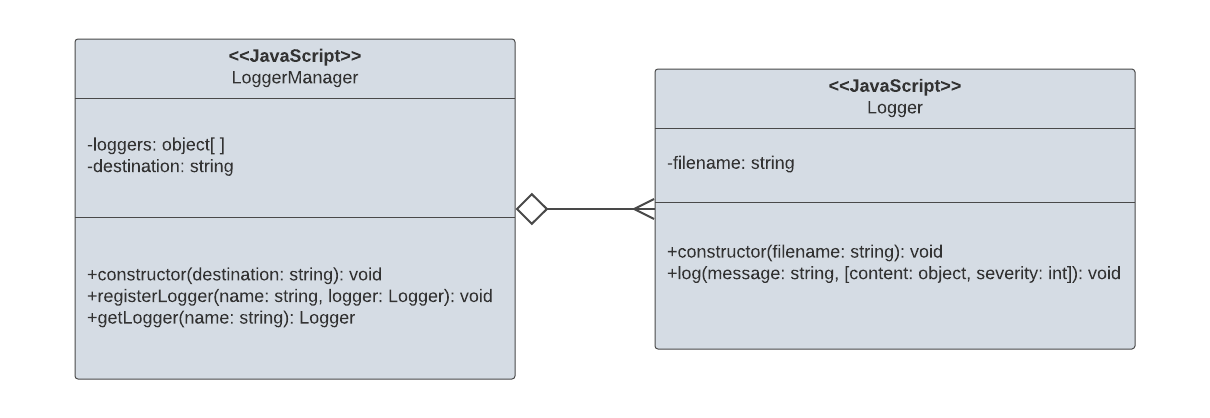 <<JavaScript>>
LoggerManager
-loggers: object[ ]
-destination: string
+constructor(destination: string): void
+registerLogger(name: string, logger: Logger): void
+getLogger(name: string): Logger
<<JavaScript>>
Logger
-filename: string
+constructor(filename: string): void
+log(message: string, [content: object, severity: int]): void